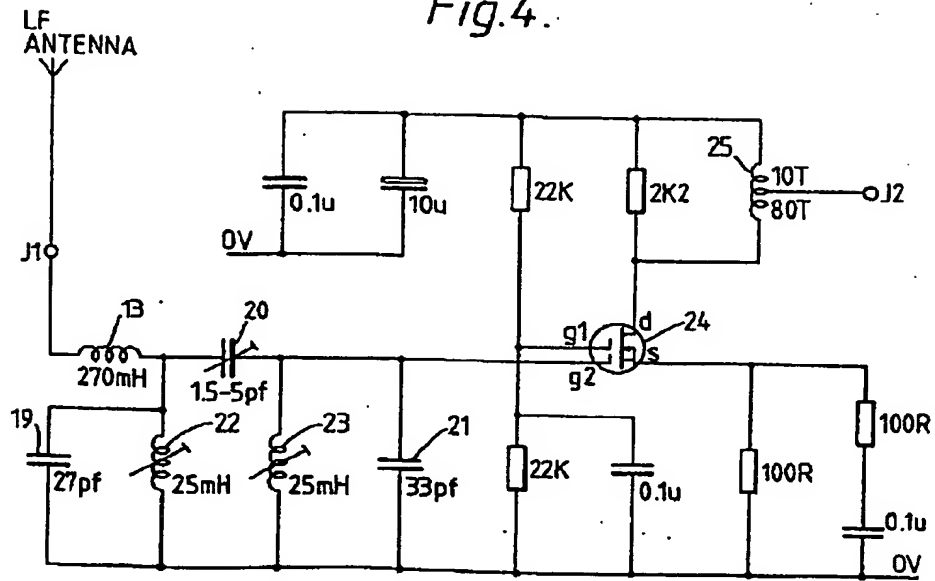 Fig.4.
LF
ANTENNA
25
10T
80T
J2
0.1u
10u
22K
2K2
0V
J1
13
270mH
20
1.5-5pf
g1
g2
d
s
24
19
27pf
22
25mH
23
25mH
21
33pf
22K
0.1u
100R
100R
0.1u
0V